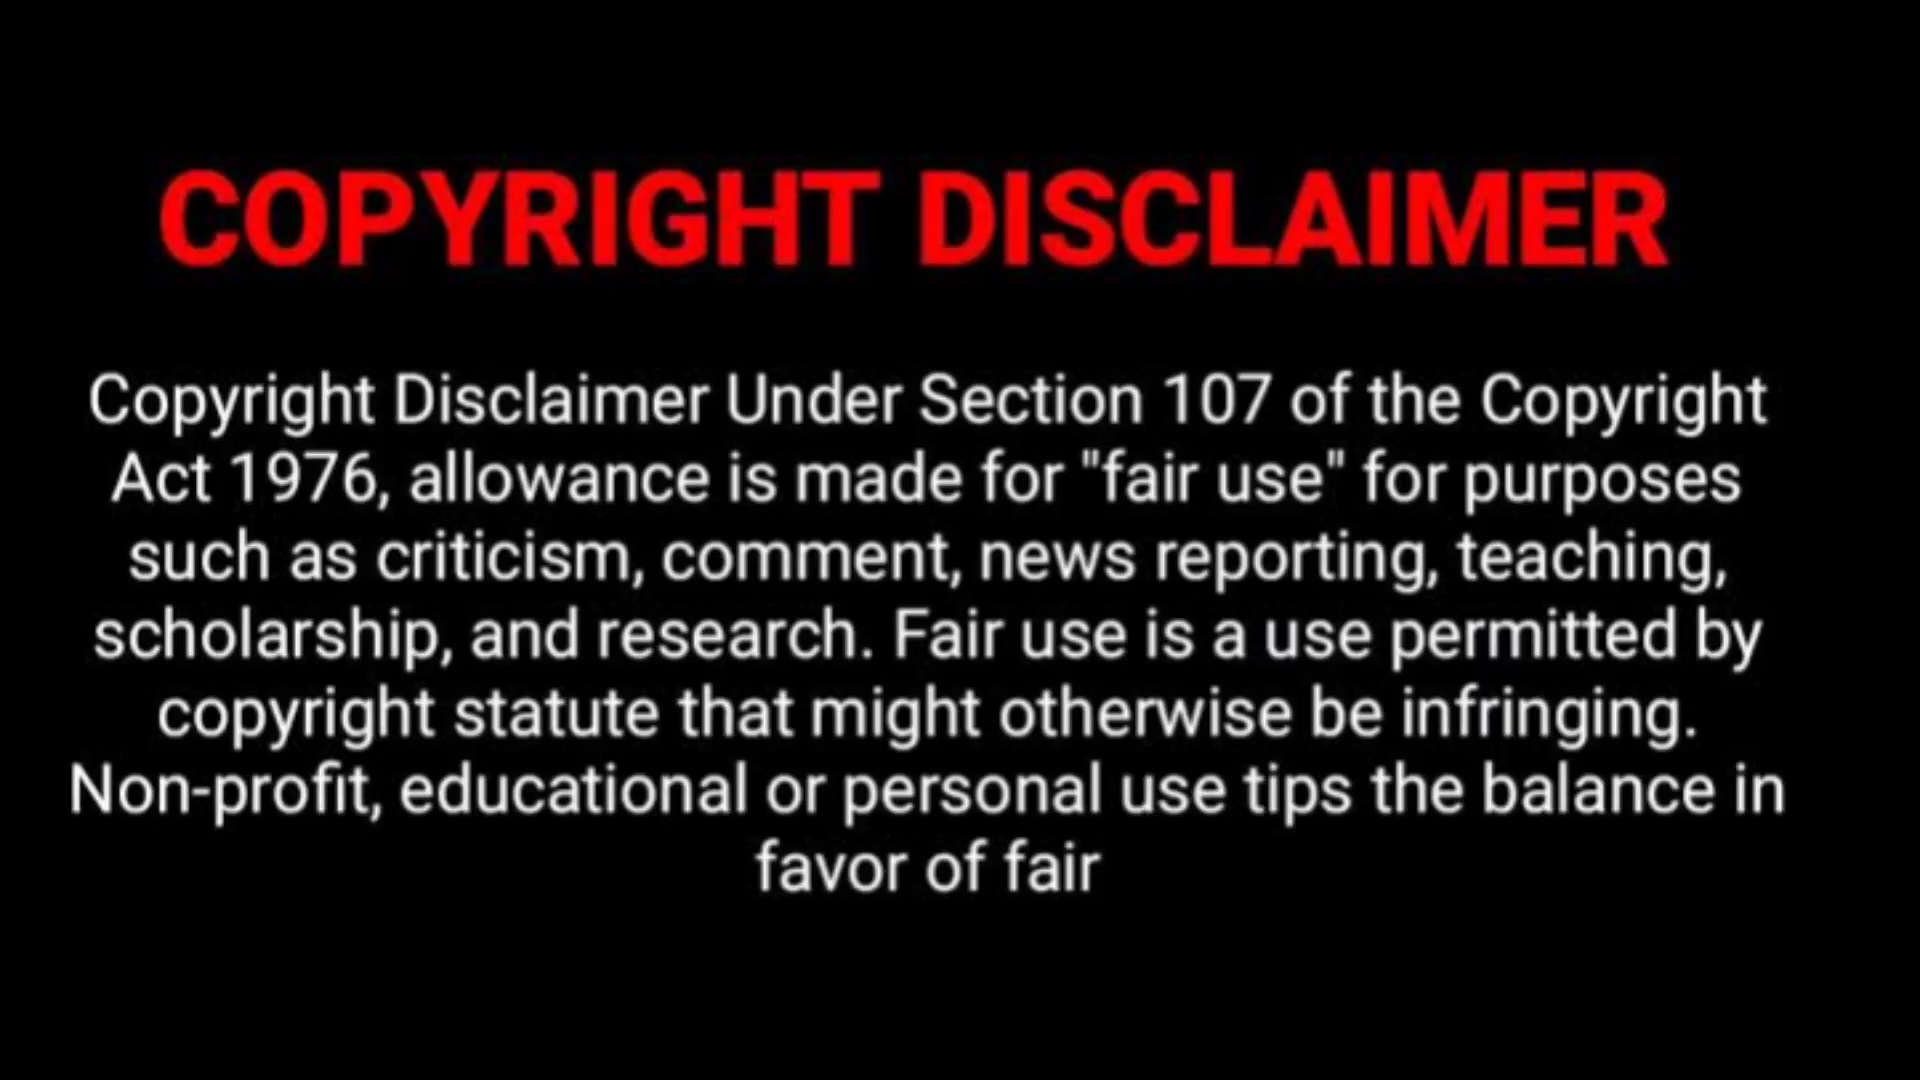 COPYRIGHT DISCLAIMER
Copyright Disclaimer Under Section 107 of the Copyright
Act 1976, allowance is made for "fair use" for purposes
such as criticism, comment, news reporting, teaching,
scholarship, and research. Fair use is a use permitted by
copyright statute that might otherwise be infringing.
Non-profit, educational or personal use tips the balance in
favor of fair